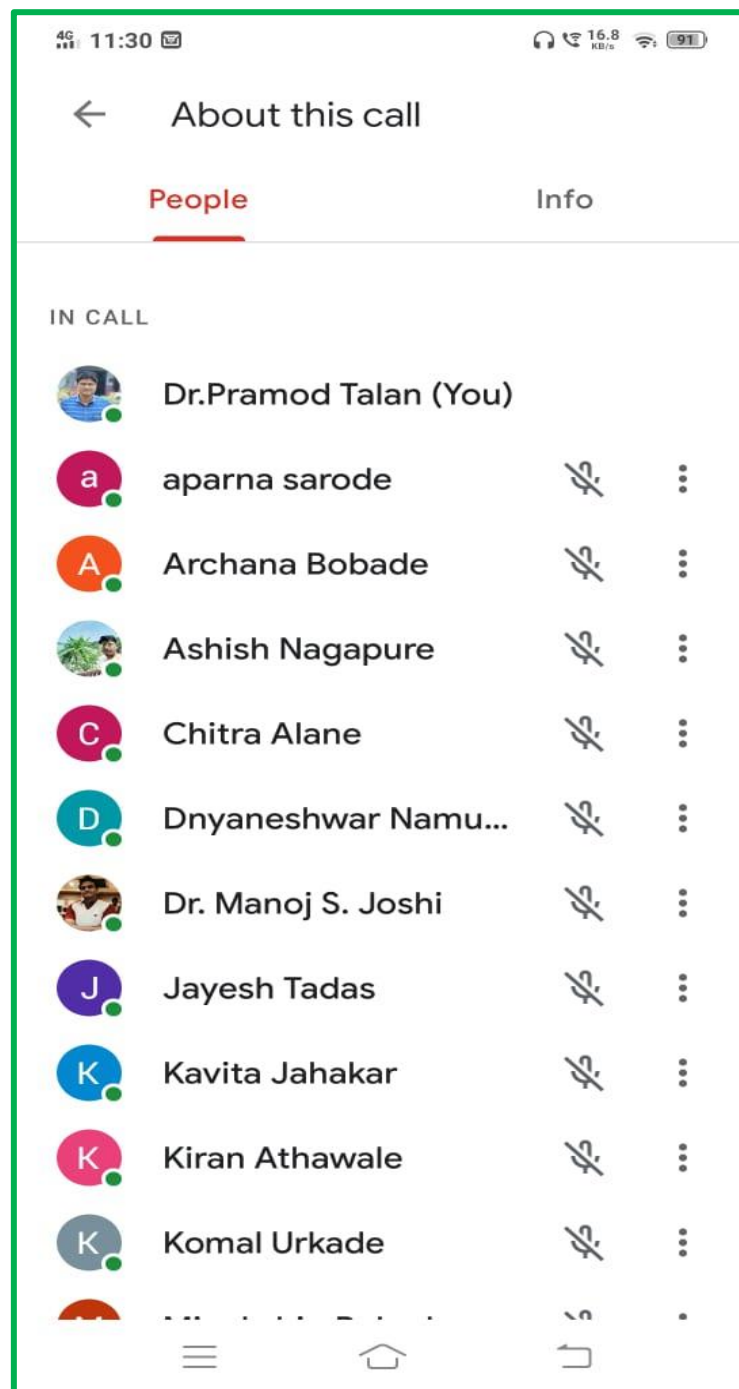 4G 11:30 16.8 KB/s 91
About this call
People Info
IN CALL
Dr.Pramod Talan (You)
a aparna sarode
A Archana Bobade
Ashish Nagapure
C Chitra Alane
D Dnyaneshwar Namu...
Dr. Manoj S. Joshi
J Jayesh Tadas
K Kavita Jahakar
K Kiran Athawale
K Komal Urkade